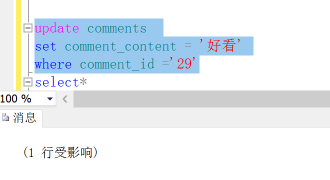 update comments
set comment_content = '好看'
where comment_id ='29'
select*
100 %
消息
(1 行受影响)